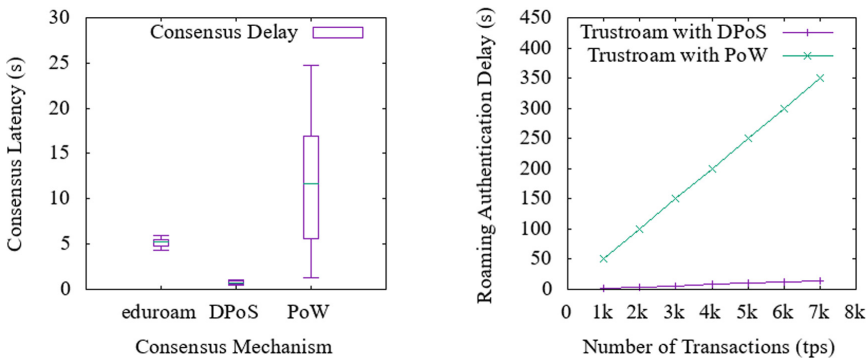 30
25
20
15
10
5
0
Consensus Latency (s)
Consensus Delay
eduroam DPoS PoW
Consensus Mechanism
450
400
350
300
250
200
150
100
50
0
Roaming Authentication Delay (s)
Trustroam with DPoS
Trustroam with PoW
0 1k 2k 3k 4k 5k 6k 7k 8k
Number of Transactions (tps)